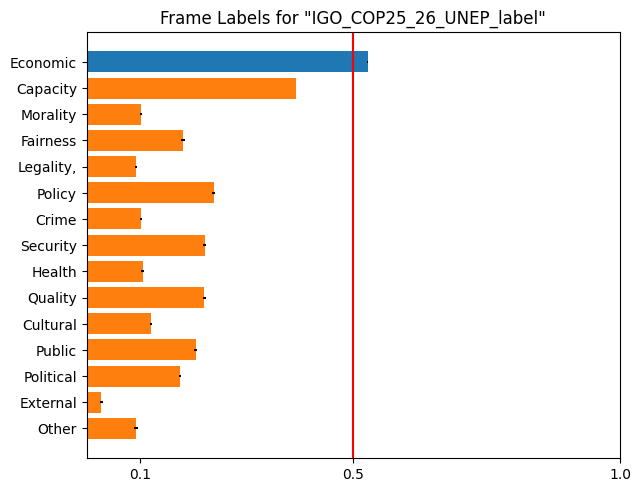 Frame Labels for "IGO_COP25_26_UNEP_label"
Economic
Capacity
Morality
Fairness
Legality,
Policy
Crime
Security
Health
Quality
Cultural
Public
Political
External
Other
0.1 0.5 1.0